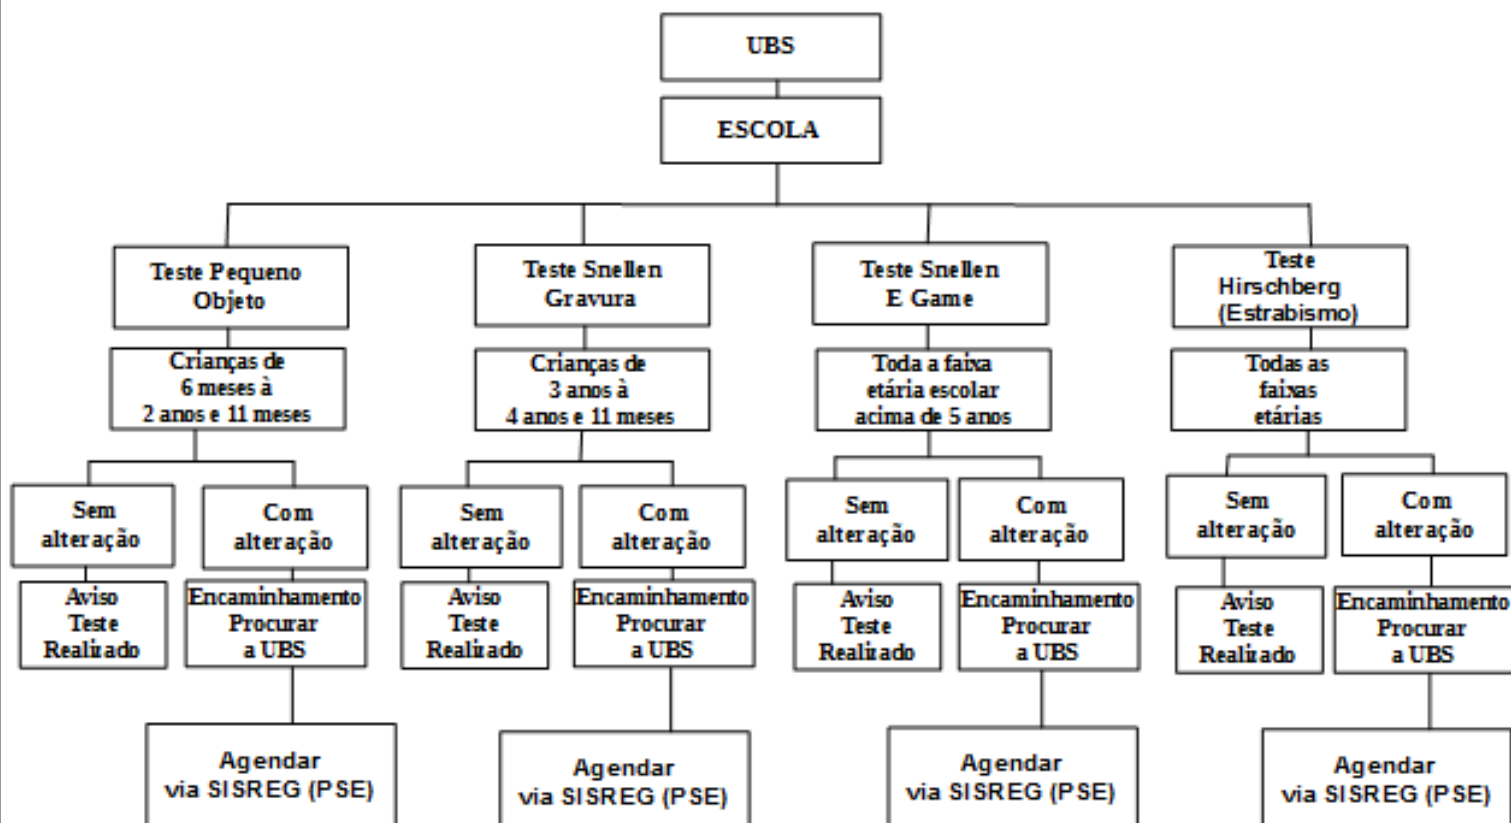 UBS
ESCOLA
Teste Pequeno
Objeto
Teste Snellen
Gravura
Teste Snellen
E Game
Teste
Hirschberg
(Estrabismo)
Crianças de
6 meses à
2 anos e 11 meses
Crianças de
3 anos à
4 anos e 11 meses
Toda a faixa
etária escolar
acima de 5 anos
Todas as
faixas
etárias
Sem
alteração
Com
alteração
Sem
alteração
Com
alteração
Sem
alteração
Com
alteração
Sem
alteração
Com
alteração
Aviso
Teste
Realizado
Encaminhamento
Procurar
a UBS
Aviso
Teste
Realizado
Encaminhamento
Procurar
a UBS
Aviso
Teste
Realizado
Encaminhamento
Procurar
a UBS
Aviso
Teste
Realizado
Encaminhamento
Procurar
a UBS
Agendar
via SISREG (PSE)
Agendar
via SISREG (PSE)
Agendar
via SISREG (PSE)
Agendar
via SISREG (PSE)